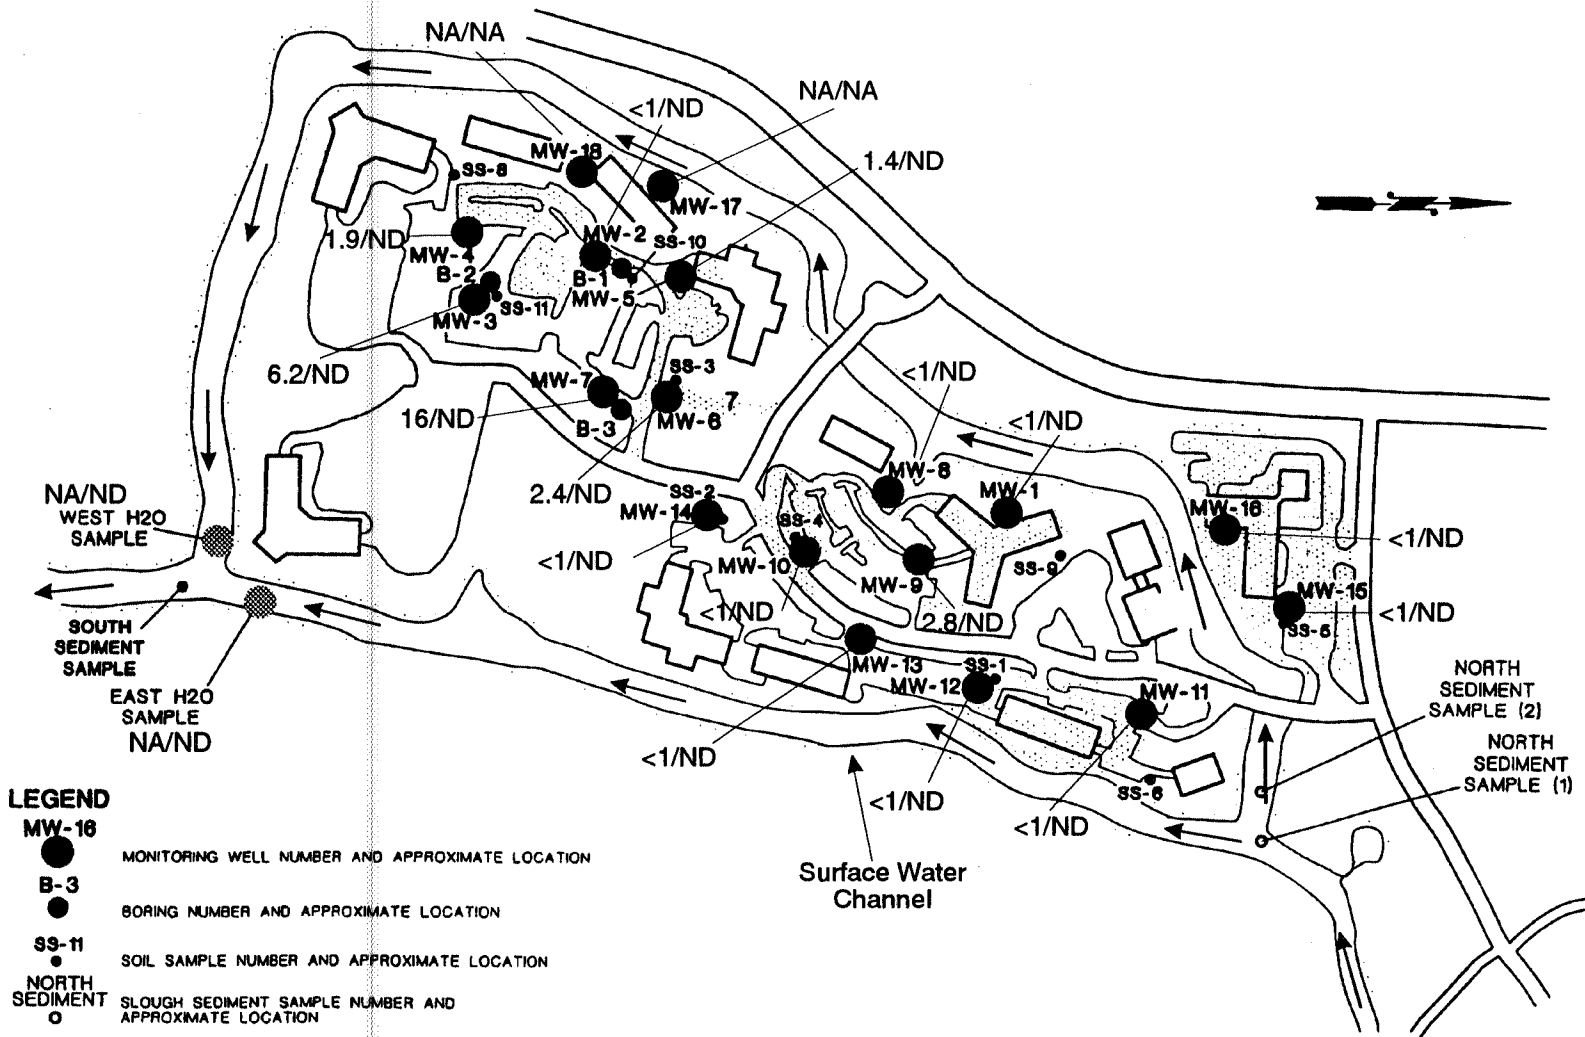 NA/NA
NA/NA
<1/ND
MW-18
1.4/ND
SS-8
MW-17
1.9/ND
MW-2
SS-10
MW-4
B-2
B-1
MW-5
SS-11
MW-3
6.2/ND
MW-7
SS-3
7
16/ND
B-3
MW-6
<1/ND
<1/ND
2.4/ND
SS-2
MW-14
<1/ND
MW-8
MW-1
SS-4
MW-10
MW-9
SS-9
MW-16
<1/ND
MW-15
<1/ND
SS-5
<1/ND
2.8/ND
NA/ND
WEST H2O
SAMPLE
SOUTH
SEDIMENT
SAMPLE
EAST H2O
SAMPLE
NA/ND
MW-13
SS-1
MW-12
MW-11
NORTH
SEDIMENT
SAMPLE (2)
NORTH
SEDIMENT
SAMPLE (1)
<1/ND
<1/ND
SS-6
<1/ND
Surface Water
Channel
LEGEND
MW-16
MONITORING WELL NUMBER AND APPROXIMATE LOCATION
B-3
BORING NUMBER AND APPROXIMATE LOCATION
SS-11
SOIL SAMPLE NUMBER AND APPROXIMATE LOCATION
NORTH
SEDIMENT
SLOUGH SEDIMENT SAMPLE NUMBER AND
APPROXIMATE LOCATION